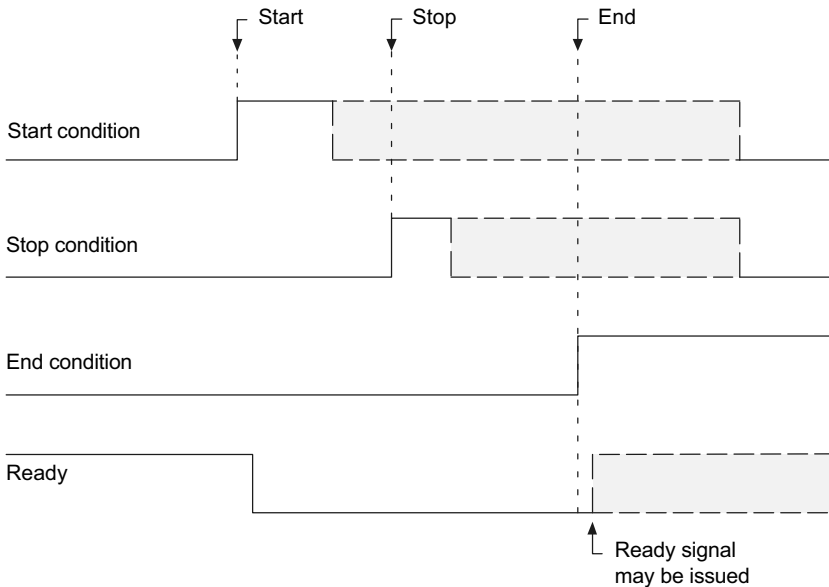 Start
Stop
End
Start condition
Stop condition
End condition
Ready
Ready signal
may be issued